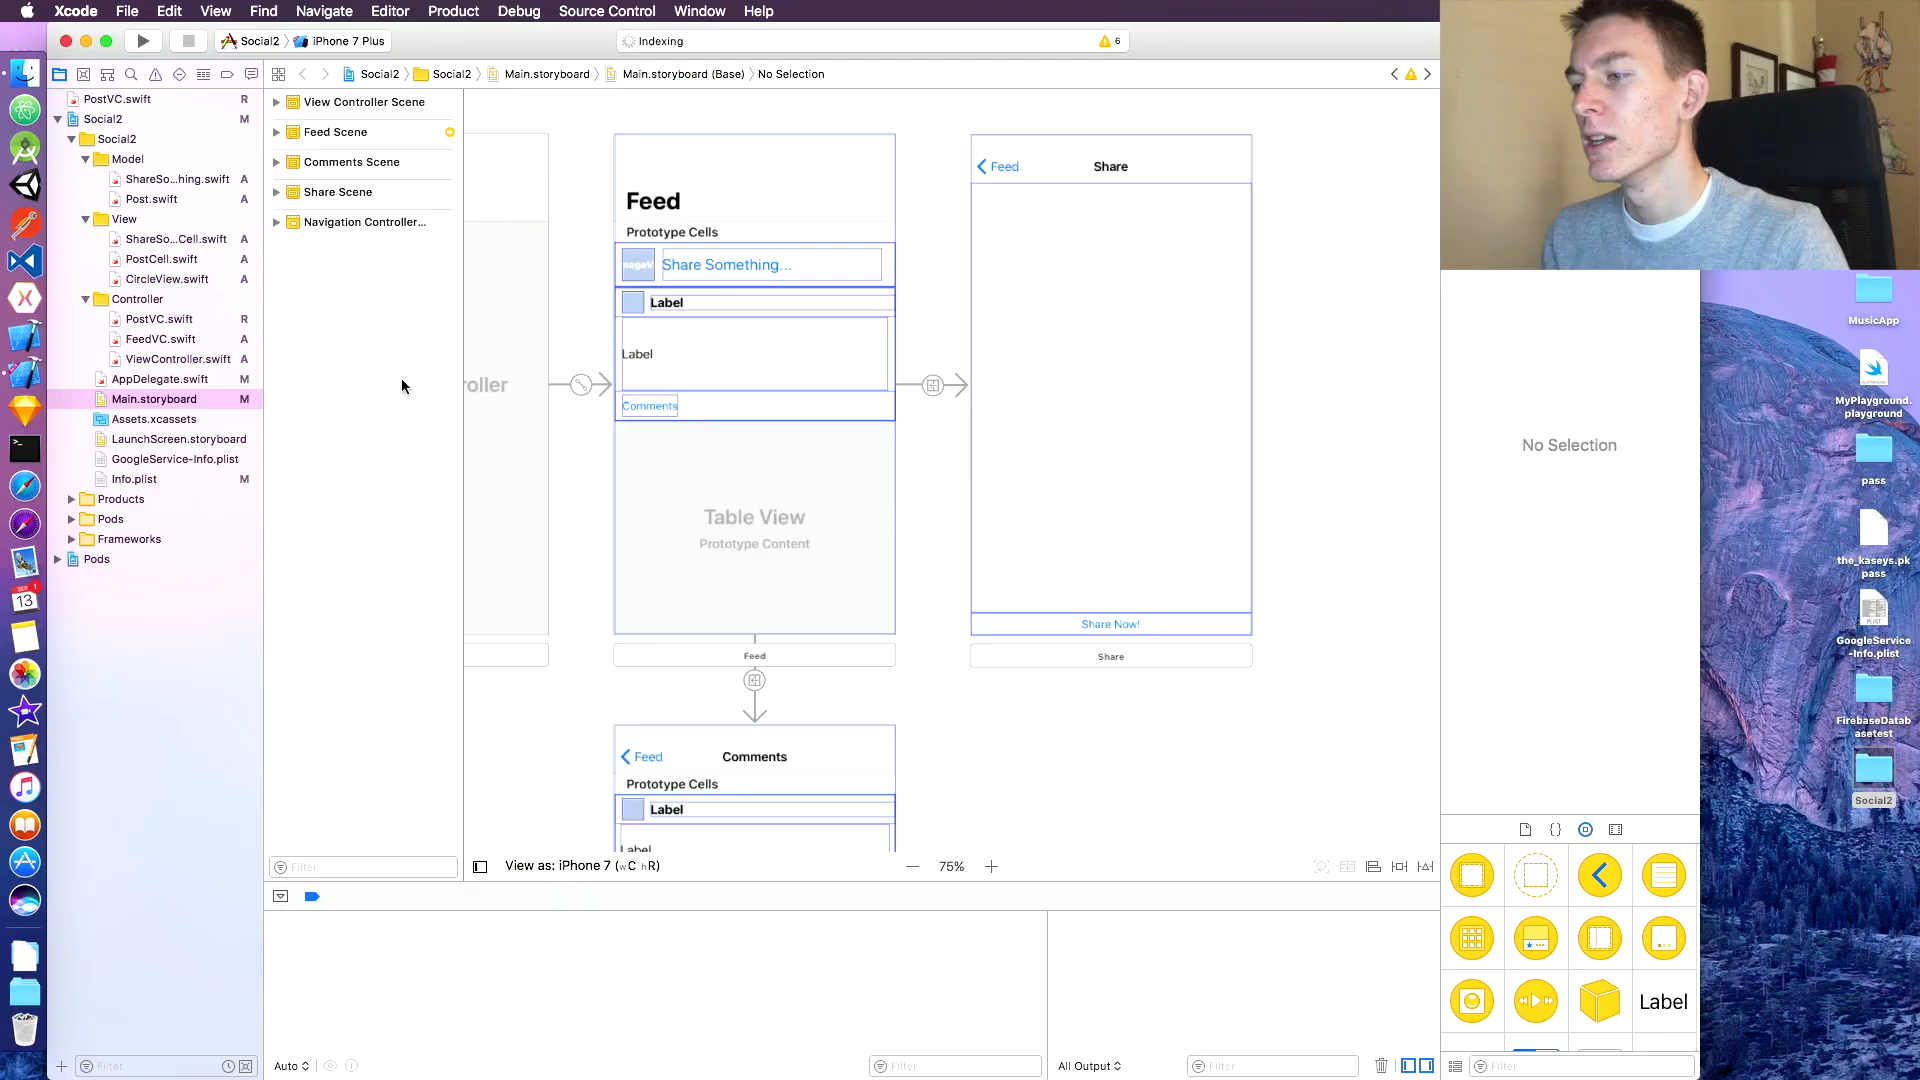 Xcode File Edit View Find Navigate Editor Product Debug Source Control Window Help
Social2 iPhone 7 Plus
Indexing
6
Social2 Social2 Main.storyboard Main.storyboard (Base) No Selection
PostVC.swift R
Social2 M
Social2
Model
ShareSo...hing.swift A
Post.swift A
View
ShareSo...Cell.swift A
PostCell.swift A
CircleView.swift A
Controller
PostVC.swift R
FeedVC.swift A
ViewController.swift A
AppDelegate.swift M
Main.storyboard M
Assets.xcassets
LaunchScreen.storyboard
GoogleService-Info.plist
Info.plist M
Products
Pods
Frameworks
Pods
Filter
View Controller Scene
Feed Scene
Comments Scene
Share Scene
Navigation Controller...
Filter
oller
Feed
Prototype Cells
nageV
Share Something...
Label
Label
Comments
Table View
Prototype Content
Feed
Feed Share
Share Now!
Share
Feed Comments
Prototype Cells
Label
Label
View as: iPhone 7 (wC hR)
75%
Auto
Filter
All Output
Filter
No Selection
Label
Filter
MusicApp
MyPlayground.
playground
pass
the_kaseys.pk
pass
PLIST
GoogleService
-Info.plist
FirebaseDatab
asetest
Social2
SEP
13
1